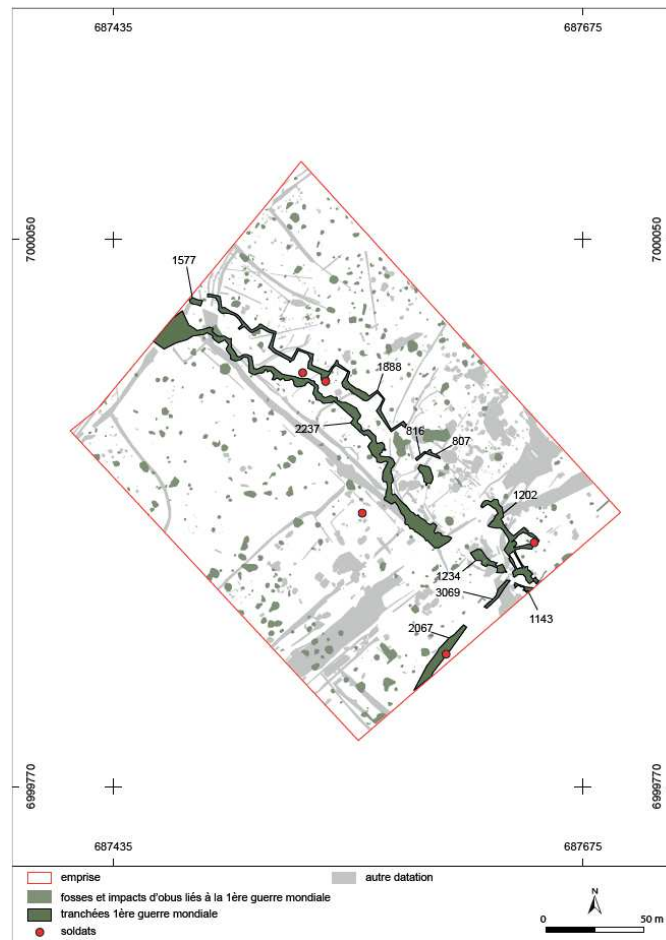 687435 687675
7000050 7000050
1577
1888
2237
816
807
1202
1234
3069
1143
2067
6999770 6999770
687435 687675
emprise autre datation
fosses et impacts d'obus liés à la 1ère guerre mondiale
tranchées 1ère guerre mondiale
soldats
N
0 50 m